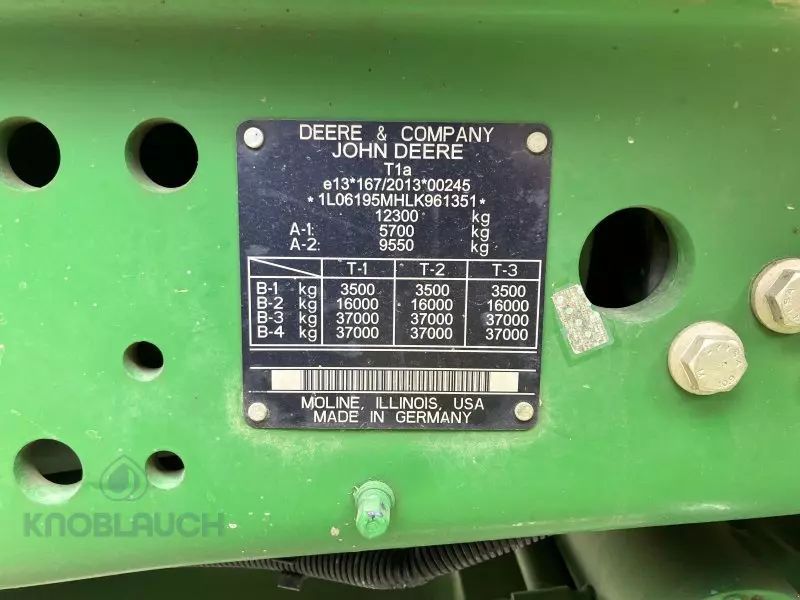 DEERE & COMPANY
JOHN DEERE
T1a
e13*167/2013*00245
*1L06195MHLK961351*
12300 kg
A-1: 5700 kg
A-2: 9550 kg
T-1 T-2 T-3
B-1 kg 3500 3500 3500
B-2 kg 16000 16000 16000
B-3 kg 37000 37000 37000
B-4 kg 37000 37000 37000
MOLINE, ILLINOIS, USA
MADE IN GERMANY
KNOBLAUCH